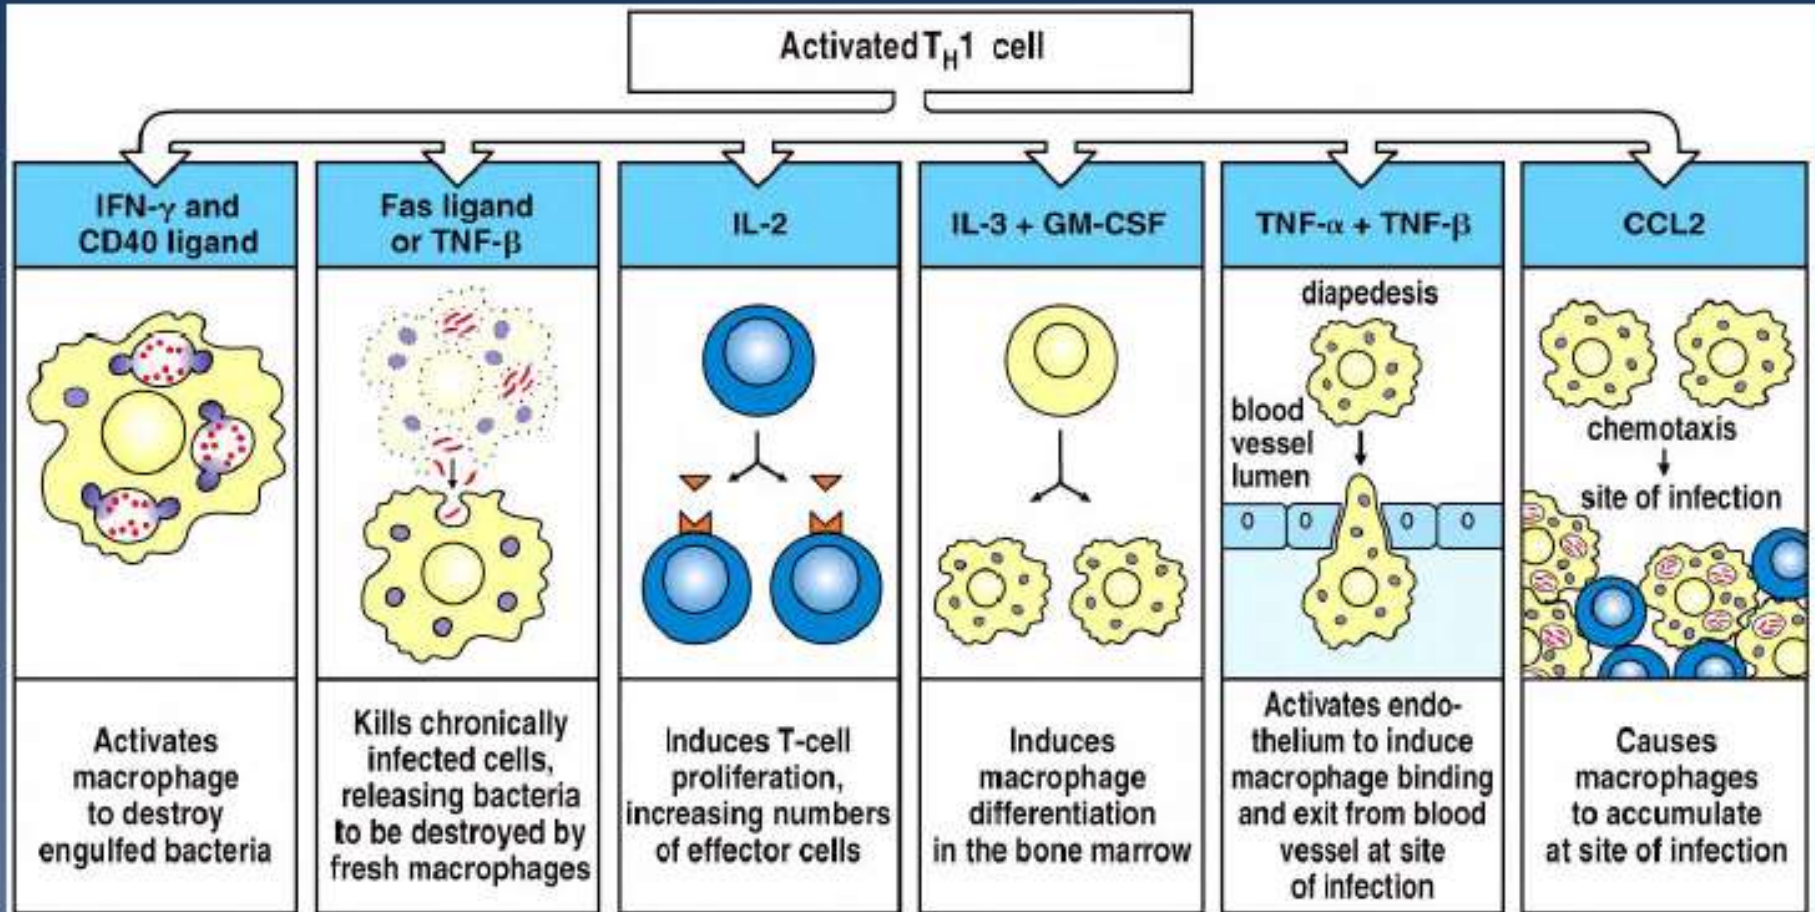 Activated T_H1 cell
IFN-γ and
CD40 ligand
Activates
macrophage
to destroy
engulfed bacteria
Fas ligand
or TNF-β
Kills chronically
infected cells,
releasing bacteria
to be destroyed by
fresh macrophages
IL-2
Induces T-cell
proliferation,
increasing numbers
of effector cells
IL-3 + GM-CSF
Induces
macrophage
differentiation
in the bone marrow
TNF-α + TNF-β
diapedesis
blood
vessel
lumen
Activates endo-
thelium to induce
macrophage binding
and exit from blood
vessel at site
of infection
CCL2
chemotaxis
site of infection
Causes
macrophages
to accumulate
at site of infection